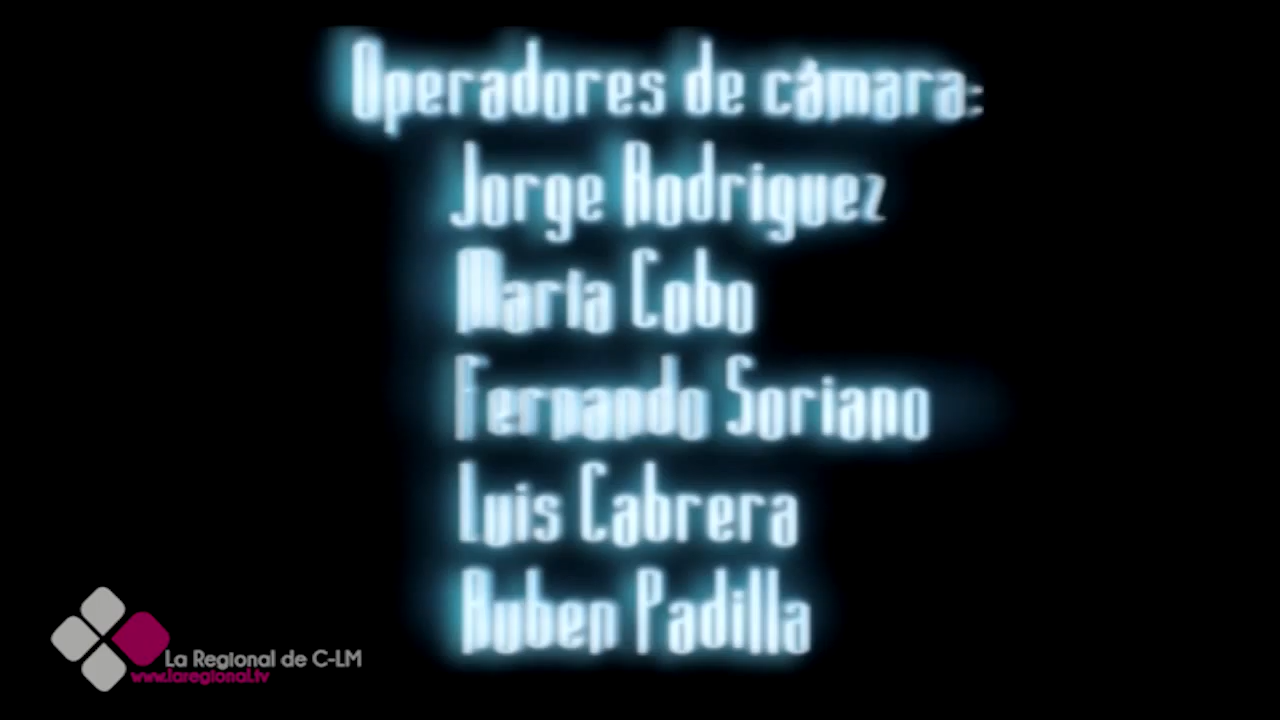 Operadores de cámara:
Jorge Rodriguez
Maria Cobo
Fernando Soriano
Luis Cabrera
Ruben Padilla
La Regional de C-LM
www.laregional.tv